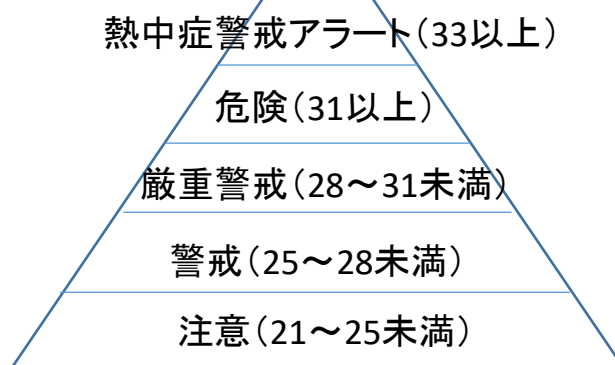 熱中症警戒アラート（33以上）
危険（31以上）
厳重警戒（28～31未満）
警戒（25～28未満）
注意（21～25未満）